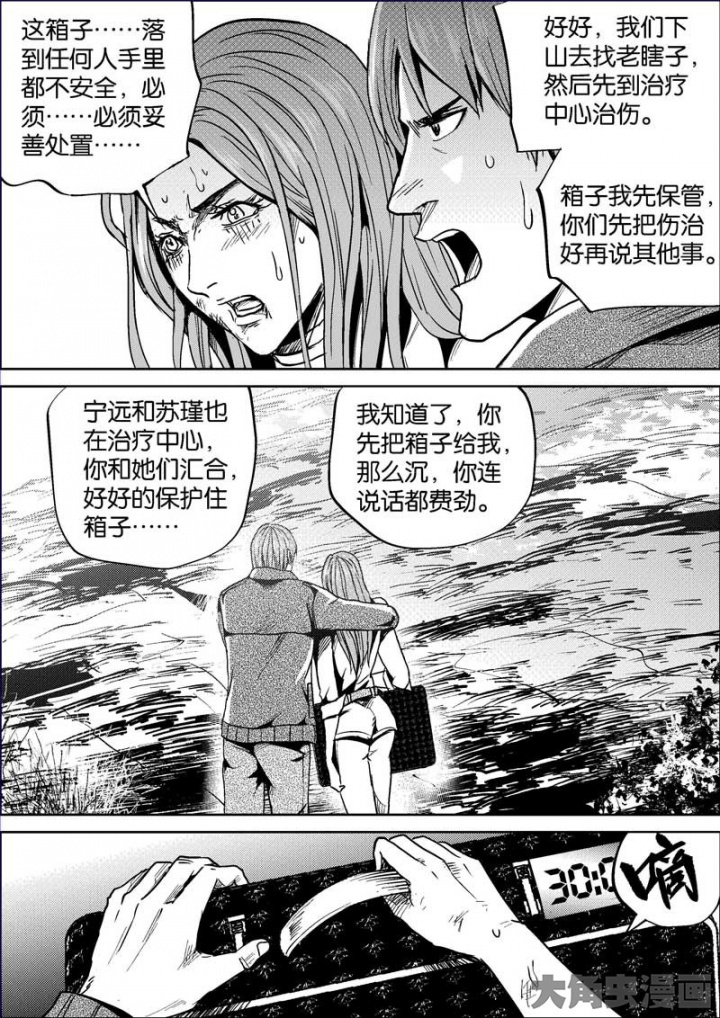 这箱子……落
到任何人手里
都不安全，必
须……必须妥
善处置……
好好，我们下
山去找老瞎子，
然后先到治疗
中心治伤。
箱子我先保管，
你们先把伤治
好再说其他事。
宁远和苏瑾也
在治疗中心，
你和她们汇合，
好好的保护住
箱子……
我知道了，你
先把箱子给我，
那么沉，你连
说话都费劲。
30:0
嘀
大角虫漫画